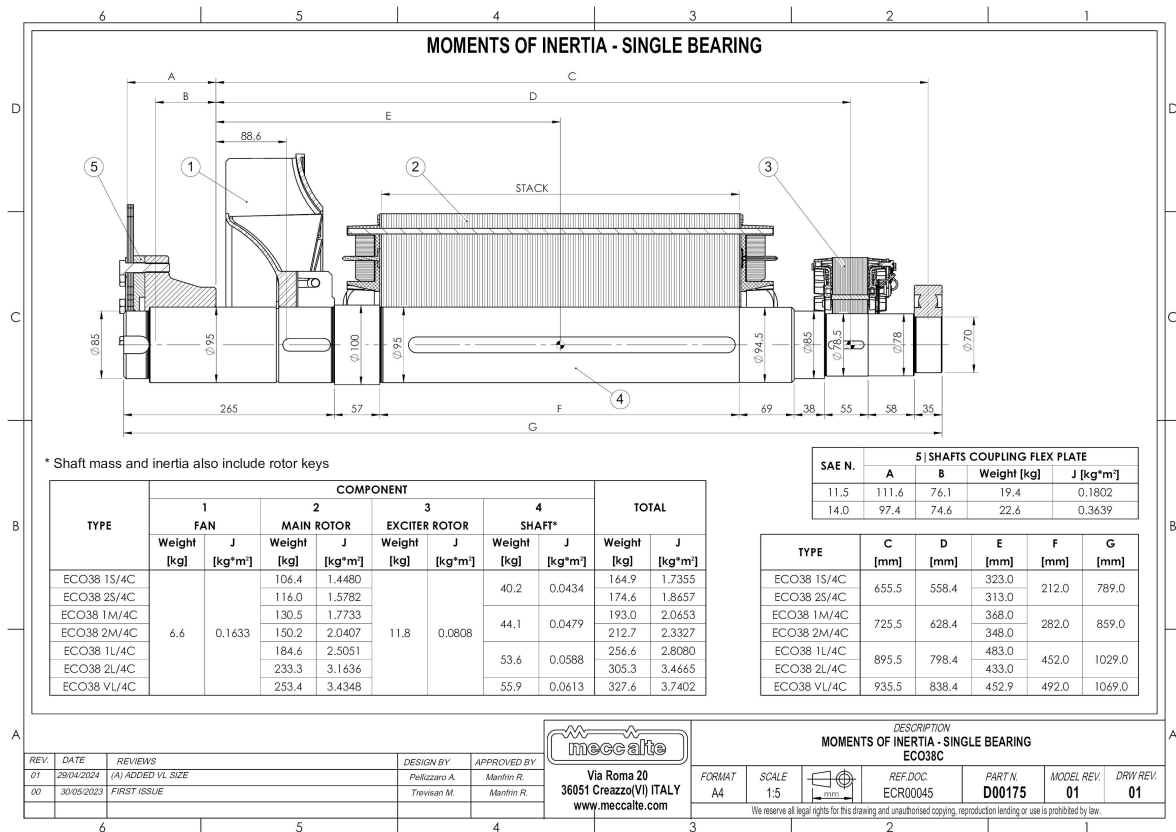 6 5 4 3 2 1
MOMENTS OF INERTIA - SINGLE BEARING
A C
B D
E
88.6
5 1 2 3
STACK
D D
C C
Ø85 Ø95 Ø100 Ø95 Ø94.5 Ø85 Ø78.5 Ø78 Ø70
4
265 57 F 69 38 55 58 35
G
* Shaft mass and inertia also include rotor keys
SAE N. 5|SHAFTS COUPLING FLEX PLATE
A B Weight [kg] J [kg*m²]
11.5 111.6 76.1 19.4 0.1802
14.0 97.4 74.6 22.6 0.3639
B B
TYPE COMPONENT TOTAL
1 2 3 4
FAN MAIN ROTOR EXCITER ROTOR SHAFT*
Weight J Weight J Weight J Weight J Weight J
[kg] [kg*m²] [kg] [kg*m²] [kg] [kg*m²] [kg] [kg*m²] [kg] [kg*m²]
ECO38 1S/4C 6.6 0.1633 106.4 1.4480 11.8 0.0808 40.2 0.0434 164.9 1.7355
ECO38 2S/4C 116.0 1.5782 174.6 1.8657
ECO38 1M/4C 130.5 1.7733 44.1 0.0479 193.0 2.0653
ECO38 2M/4C 150.2 2.0407 212.7 2.3327
ECO38 1L/4C 184.6 2.5051 53.6 0.0588 256.6 2.8080
ECO38 2L/4C 233.3 3.1636 305.3 3.4665
ECO38 VL/4C 253.4 3.4348 55.9 0.0613 327.6 3.7402
TYPE C D E F G
[mm] [mm] [mm] [mm] [mm]
ECO38 1S/4C 655.5 558.4 323.0 212.0 789.0
ECO38 2S/4C 313.0
ECO38 1M/4C 725.5 628.4 368.0 282.0 859.0
ECO38 2M/4C 348.0
ECO38 1L/4C 895.5 798.4 483.0 452.0 1029.0
ECO38 2L/4C 433.0
ECO38 VL/4C 935.5 838.4 452.9 492.0 1069.0
A A
REV. DATE REVIEWS DESIGN BY APPROVED BY
01 29/04/2024 (A) ADDED VL SIZE Pellizzaro A. Manfrin R.
00 30/05/2023 FIRST ISSUE Trevisan M. Manfrin R.
mecc alte
Via Roma 20
36051 Creazzo(VI) ITALY
www.meccalte.com
DESCRIPTION
MOMENTS OF INERTIA - SINGLE BEARING
ECO38C
FORMAT SCALE REF.DOC. PART N. MODEL REV. DRW REV.
A4 1:5 mm ECR00045 D00175 01 01
We reserve all legal rights for this drawing and unauthorised copying, reproduction lending or use is prohibited by law.
6 5 4 3 2 1